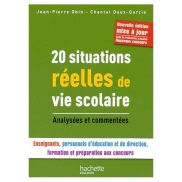 Jean-Pierre Obin - Chantal Daux-Garcia
Nouvelle édition
mise à jour
20 situations
réelles de
vie scolaire
Analysées et commentées
Enseignants, personnels d'éducation et de direction,
formation et préparation aux concours
hachette